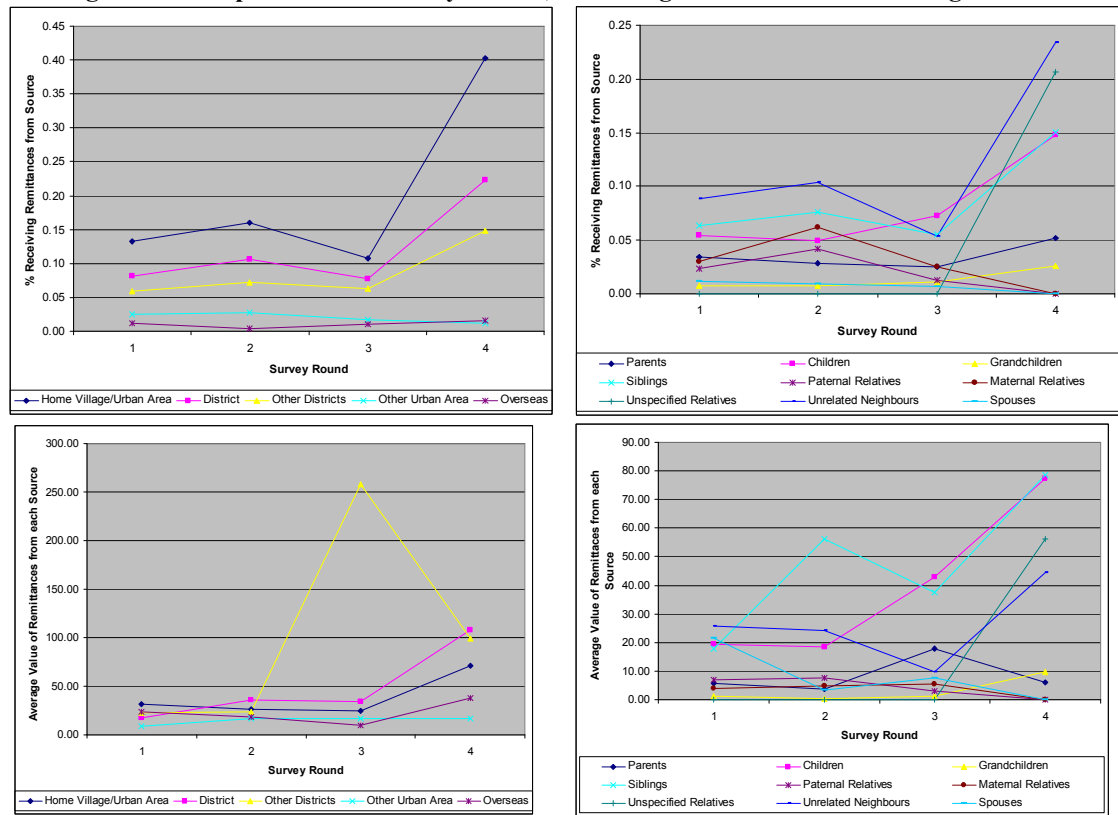 0.45
0.40
0.35
0.30
0.25
0.20
0.15
0.10
0.05
0.00
% Receiving Remittances from Source
1 2 3 4
Survey Round
Home Village/Urban Area District Other Districts Other Urban Area Overseas
0.25
0.20
0.15
0.10
0.05
0.00
% Receiving Remittances from Source
1 2 3 4
Survey Round
Parents Children Grandchildren
Siblings Paternal Relatives Maternal Relatives
Unspecified Relatives Unrelated Neighbours Spouses
300.00
250.00
200.00
150.00
100.00
50.00
0.00
Average Value of Remittances from each Source
1 2 3 4
Survey Round
Home Village/Urban Area District Other Districts Other Urban Area Overseas
90.00
80.00
70.00
60.00
50.00
40.00
30.00
20.00
10.00
0.00
Average Value of Remittaces from each
Source
1 2 3 4
Survey Round
Parents Children Grandchildren
Siblings Paternal Relatives Maternal Relatives
Unspecified Relatives Unrelated Neighbours Spouses